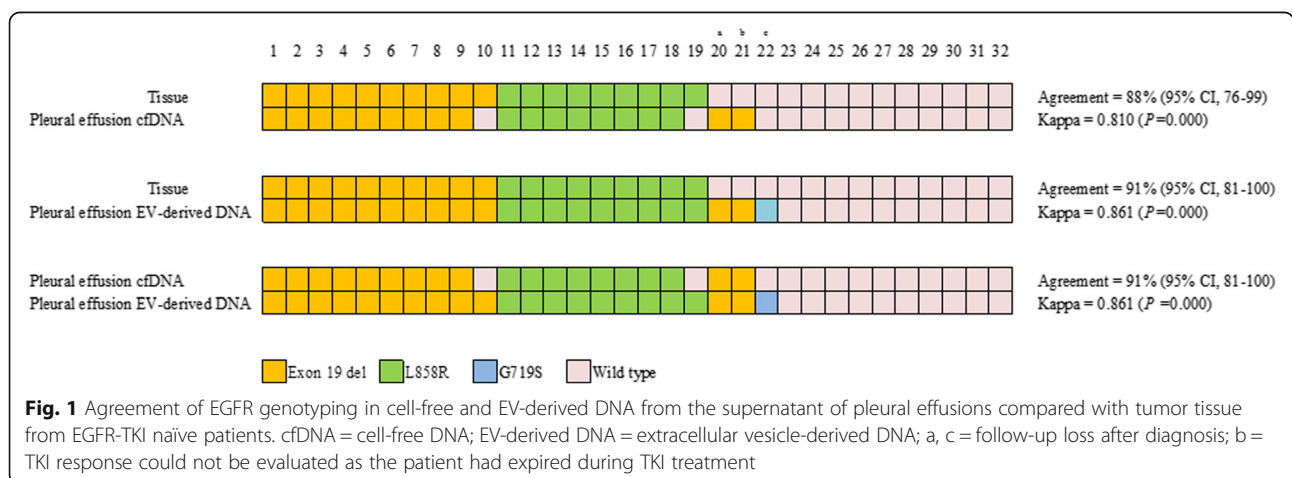 a b c
1 2 3 4 5 6 7 8 9 10 11 12 13 14 15 16 17 18 19 20 21 22 23 24 25 26 27 28 29 30 31 32
Tissue
Pleural effusion cfDNA
Agreement = 88% (95% CI, 76-99)
Kappa = 0.810 (P=0.000)
Tissue
Pleural effusion EV-derived DNA
Agreement = 91% (95% CI, 81-100)
Kappa = 0.861 (P=0.000)
Pleural effusion cfDNA
Pleural effusion EV-derived DNA
Agreement = 91% (95% CI, 81-100)
Kappa = 0.861 (P =0.000)
Exon 19 del L858R G719S Wild type
Fig. 1 Agreement of EGFR genotyping in cell-free and EV-derived DNA from the supernatant of pleural effusions compared with tumor tissue
from EGFR-TKI naïve patients. cfDNA = cell-free DNA; EV-derived DNA = extracellular vesicle-derived DNA; a, c = follow-up loss after diagnosis; b =
TKI response could not be evaluated as the patient had expired during TKI treatment